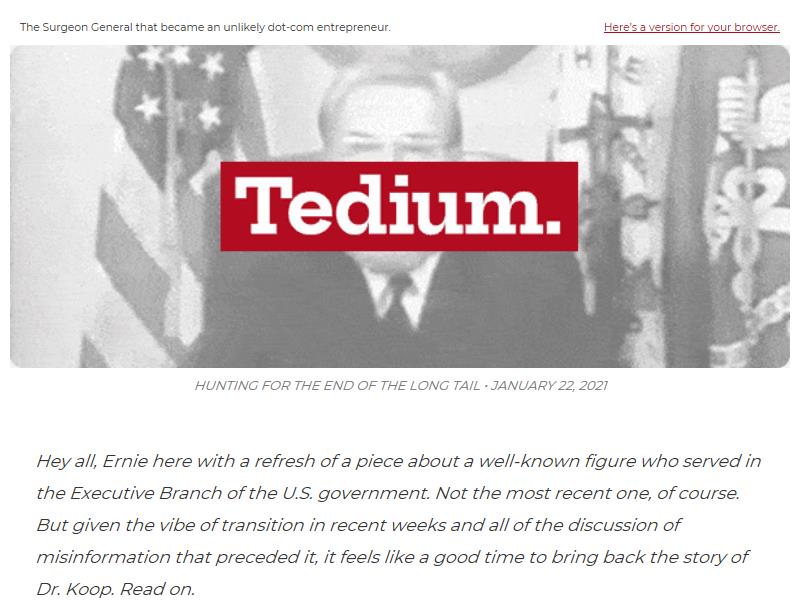 The Surgeon General that became an unlikely dot-com entrepreneur.
Here's a version for your browser.
Tedium.
HUNTING FOR THE END OF THE LONG TAIL • JANUARY 22, 2021
Hey all, Ernie here with a refresh of a piece about a well-known figure who served in
the Executive Branch of the U.S. government. Not the most recent one, of course.
But given the vibe of transition in recent weeks and all of the discussion of
misinformation that preceded it, it feels like a good time to bring back the story of
Dr. Koop. Read on.